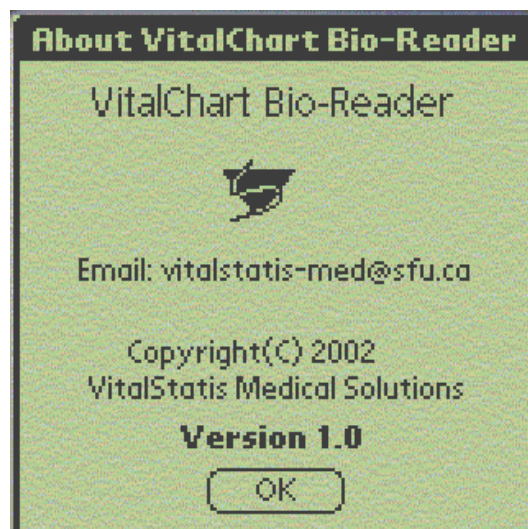 About VitalChart Bio-Reader
VitalChart Bio-Reader
Email: vitalstatis-med@sfu.ca
Copyright(C) 2002
VitalStatis Medical Solutions
Version 1.0
OK